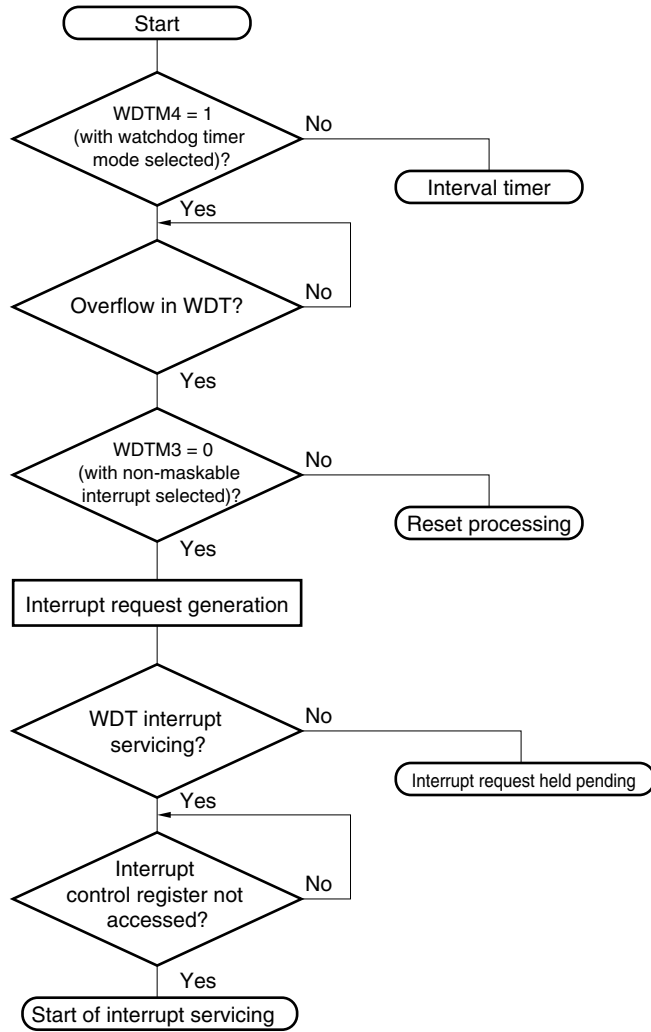 Start
WDTM4 = 1
(with watchdog timer
mode selected)?
No
Interval timer
Yes
Overflow in WDT?
No
Yes
WDTM3 = 0
(with non-maskable
interrupt selected)?
No
Reset processing
Yes
Interrupt request generation
WDT interrupt
servicing?
No
Interrupt request held pending
Yes
Interrupt
control register not
accessed?
No
Yes
Start of interrupt servicing